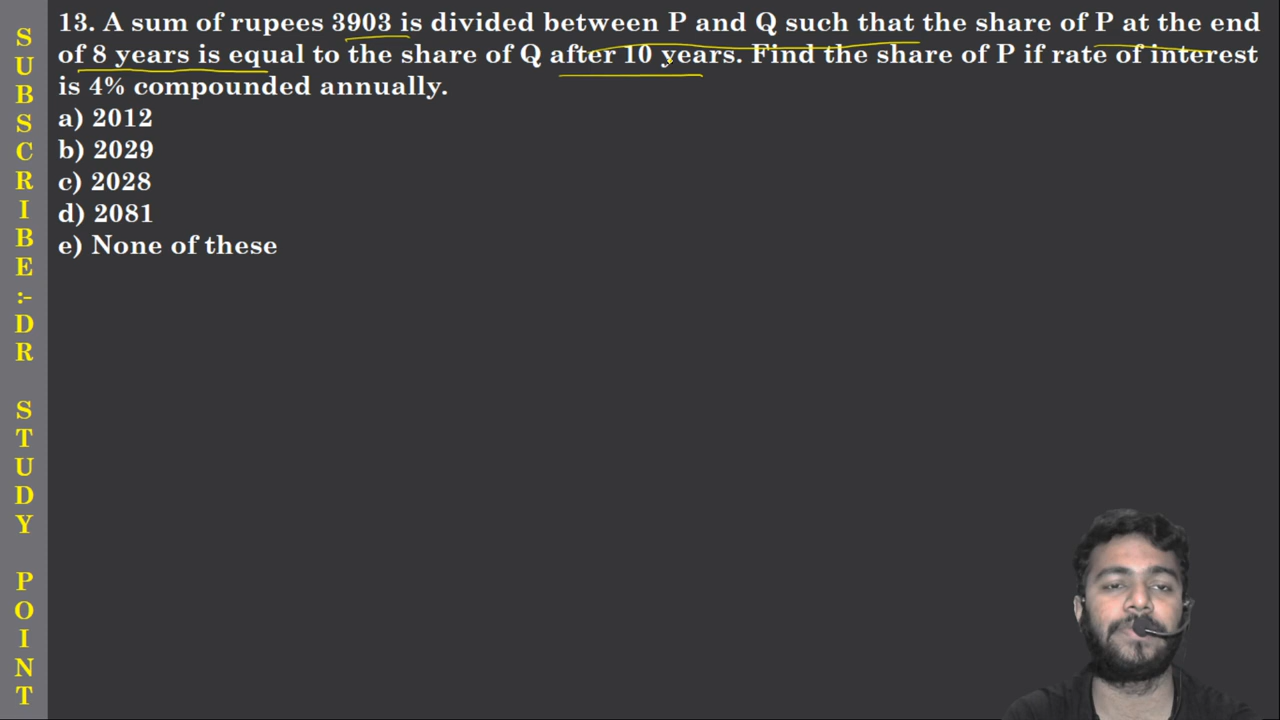 13. A sum of rupees 3903 is divided between P and Q such that the share of P at the end
of 8 years is equal to the share of Q after 10 years. Find the share of P if rate of interest
is 4% compounded annually.
a) 2012
b) 2029
c) 2028
d) 2081
e) None of these
SUBSCRIBE:-DR STUDY POINT